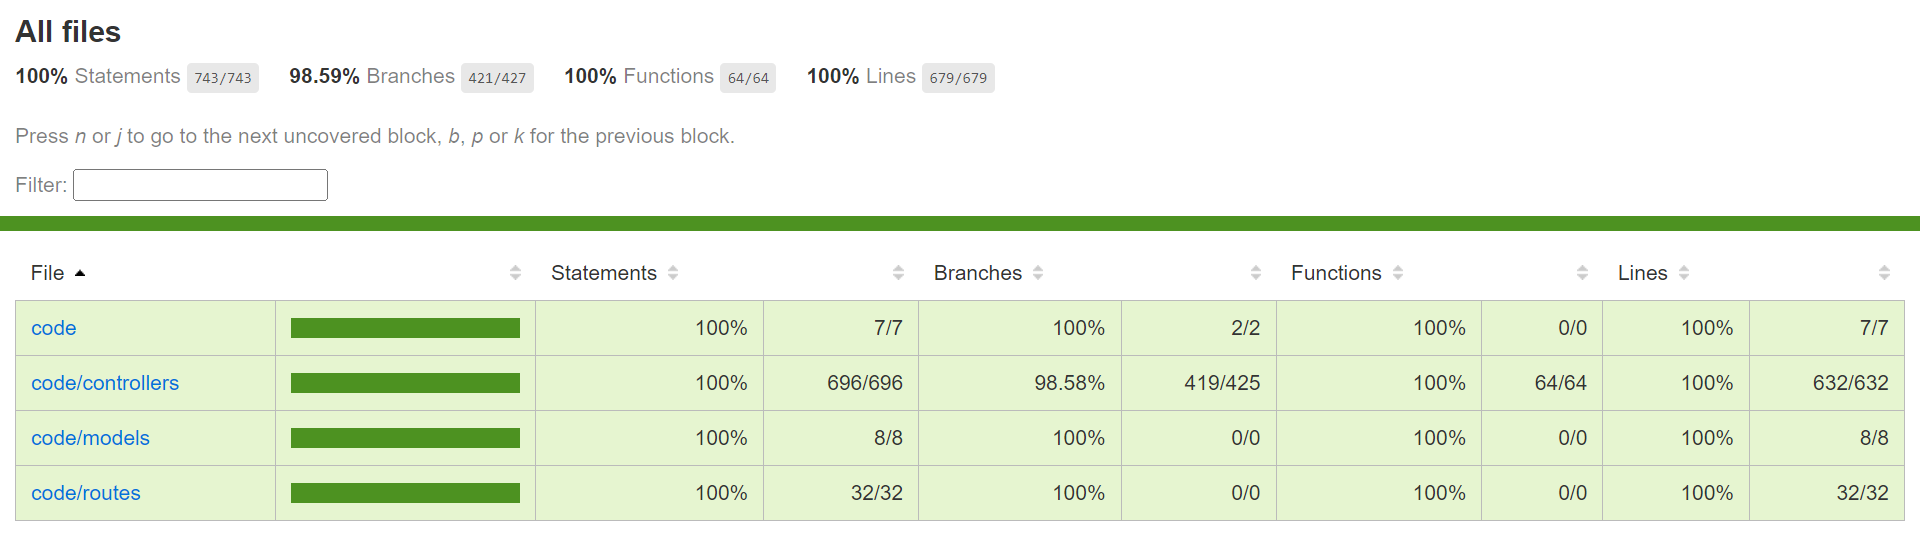 All files
100% Statements 743/743 98.59% Branches 421/427 100% Functions 64/64 100% Lines 679/679
Press n or j to go to the next uncovered block, b, p or k for the previous block.
Filter:
File Statements Branches Functions Lines
code 100% 7/7 100% 2/2 100% 0/0 100% 7/7
code/controllers 100% 696/696 98.58% 419/425 100% 64/64 100% 632/632
code/models 100% 8/8 100% 0/0 100% 0/0 100% 8/8
code/routes 100% 32/32 100% 0/0 100% 0/0 100% 32/32